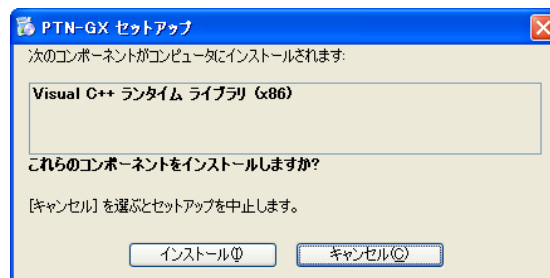 PTN-GX セットアップ
次のコンポーネントがコンピュータにインストールされます:
Visual C++ ランタイム ライブラリ (x86)
これらのコンポーネントをインストールしますか?
[キャンセル] を選ぶとセットアップを中止します。
インストール(I)
キャンセル(C)